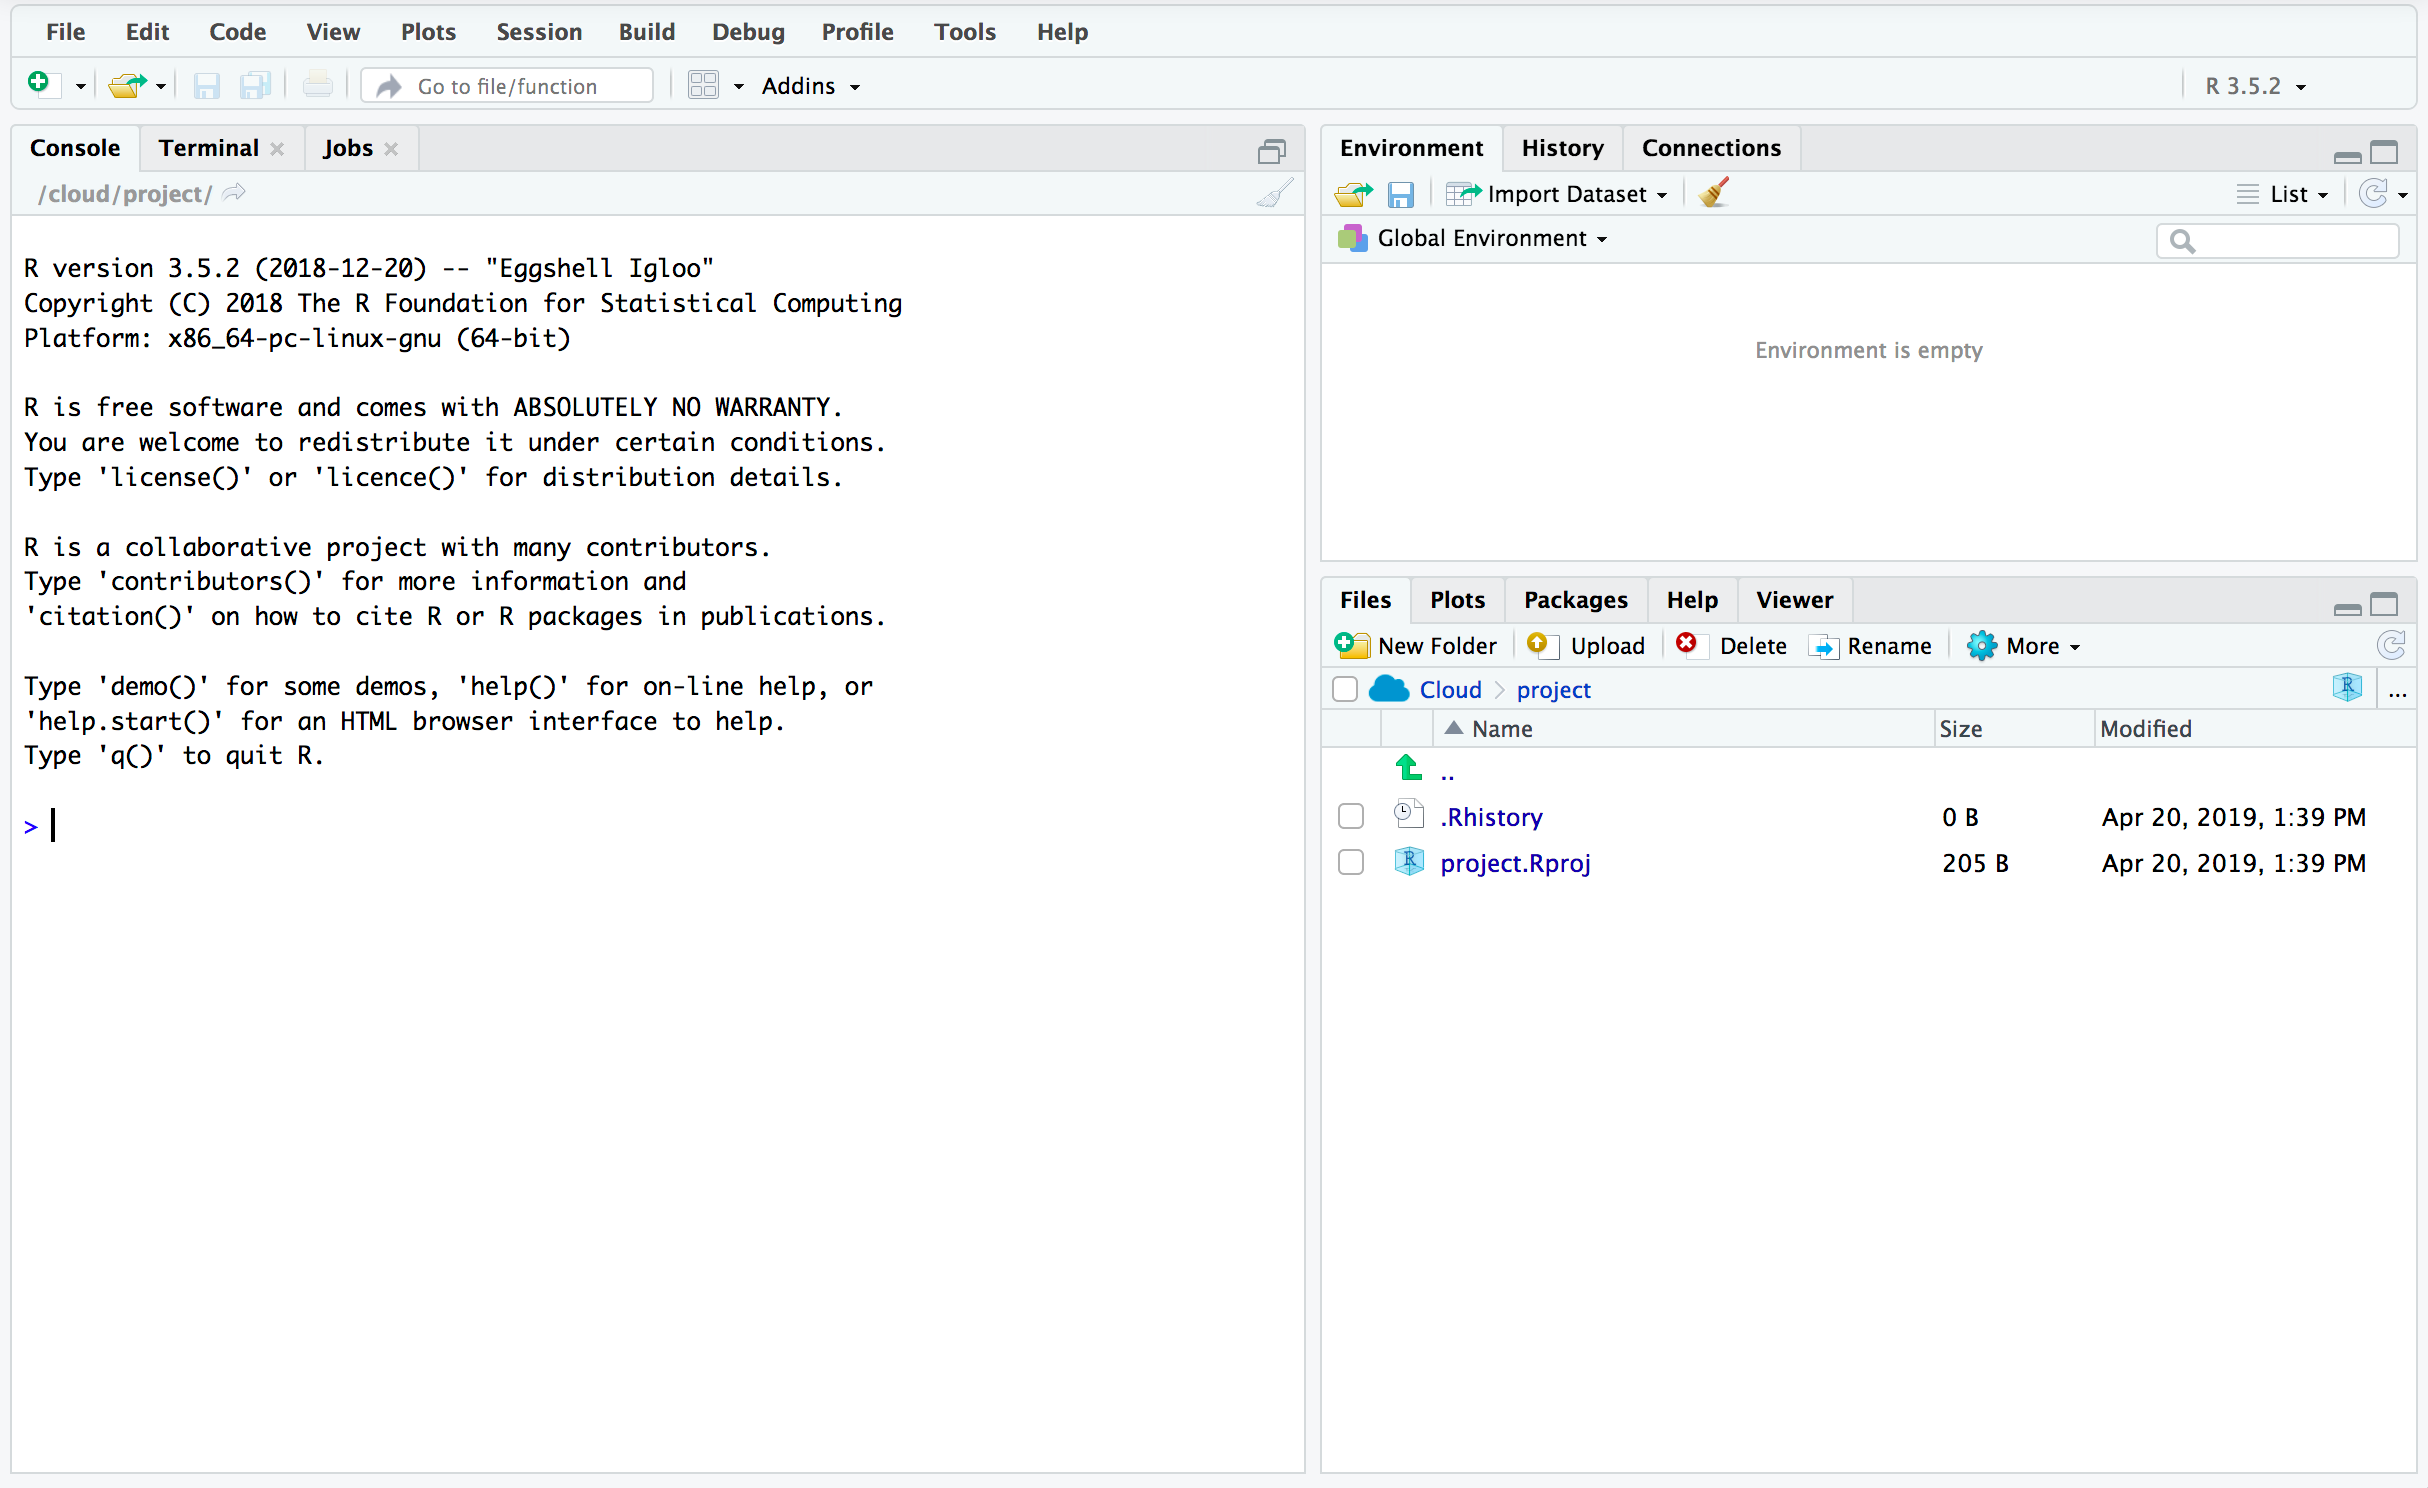 File Edit Code View Plots Session Build Debug Profile Tools Help
Go to file/function Addins R 3.5.2
Console Terminal Jobs
/cloud/project/
R version 3.5.2 (2018-12-20) -- "Eggshell Igloo"
Copyright (C) 2018 The R Foundation for Statistical Computing
Platform: x86_64-pc-linux-gnu (64-bit)
R is free software and comes with ABSOLUTELY NO WARRANTY.
You are welcome to redistribute it under certain conditions.
Type 'license()' or 'licence()' for distribution details.
R is a collaborative project with many contributors.
Type 'contributors()' for more information and
'citation()' on how to cite R or R packages in publications.
Type 'demo()' for some demos, 'help()' for on-line help, or
'help.start()' for an HTML browser interface to help.
Type 'q()' to quit R.
>
Environment History Connections
Import Dataset List
Global Environment
Environment is empty
Files Plots Packages Help Viewer
New Folder Upload Delete Rename More
Cloud project R ...
Name Size Modified
..
.Rhistory 0 B Apr 20, 2019, 1:39 PM
R project.Rproj 205 B Apr 20, 2019, 1:39 PM